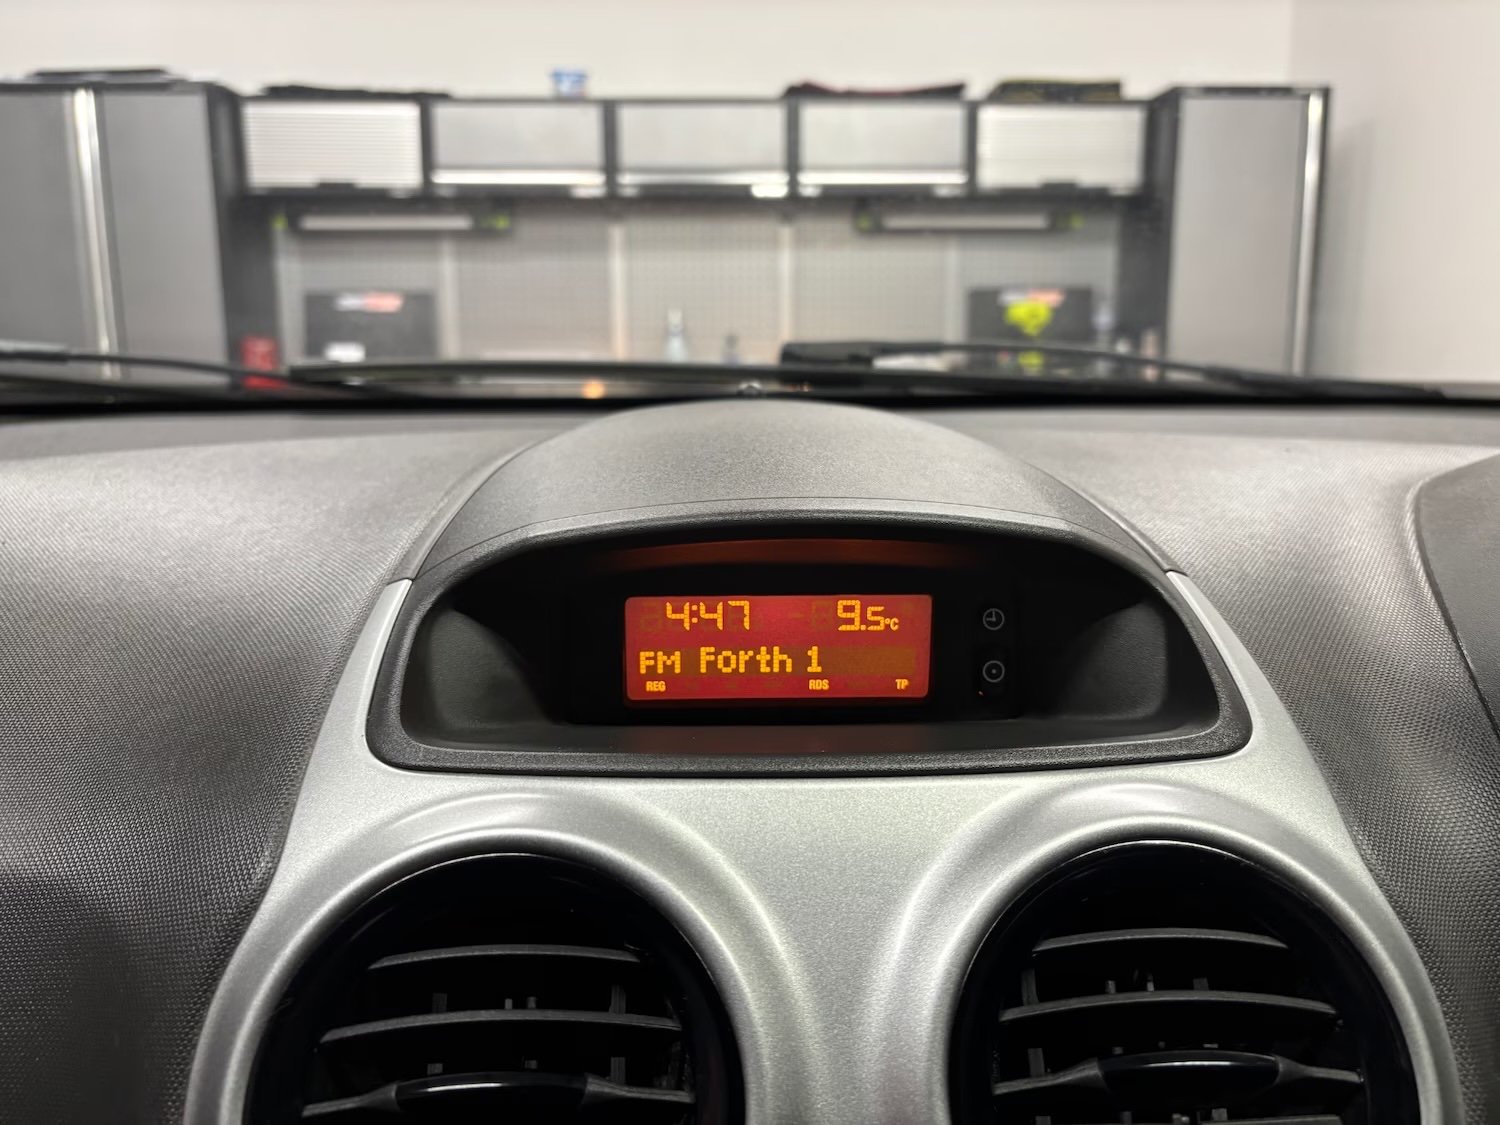 4:47 9.5°C
FM Forth 1
REG RDS TP